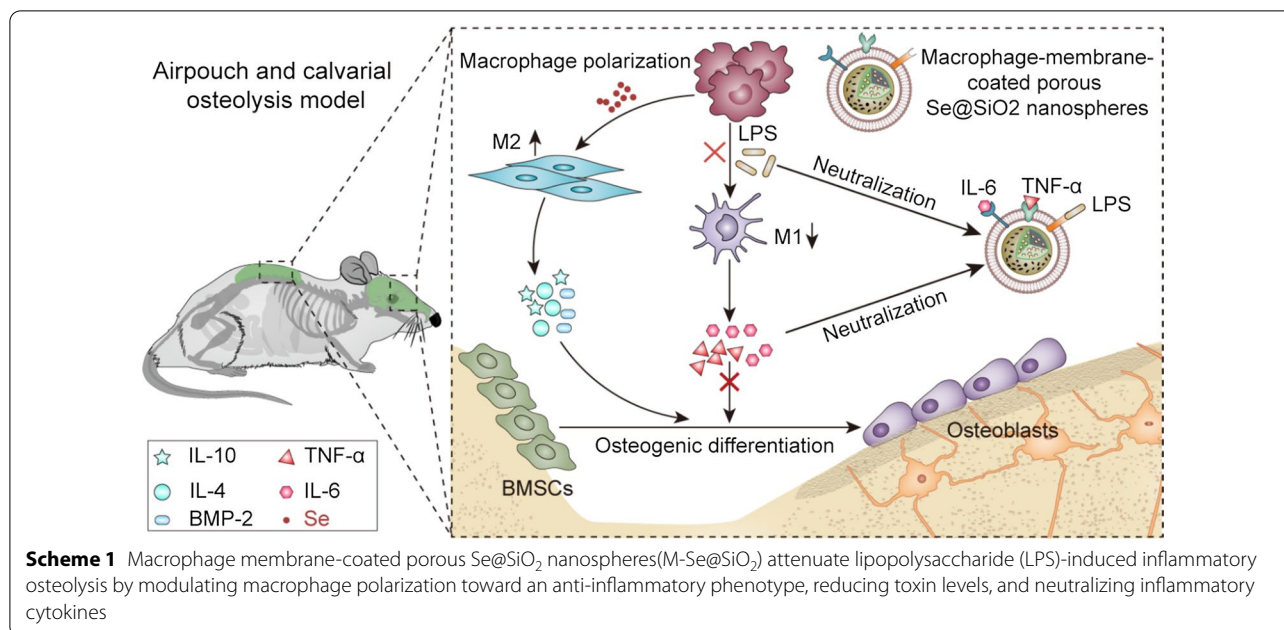 Airpouch and calvarial
osteolysis model
Macrophage polarization
Macrophage-membrane-
coated porous
Se@SiO2 nanospheres
M2
LPS
Neutralization
IL-6
TNF-α
LPS
M1
Neutralization
Osteogenic differentiation
BMSCs
Osteoblasts
IL-10
TNF-α
IL-4
IL-6
BMP-2
Se
Scheme 1 Macrophage membrane-coated porous Se@SiO₂ nanospheres(M-Se@SiO₂) attenuate lipopolysaccharide (LPS)-induced inflammatory
osteolysis by modulating macrophage polarization toward an anti-inflammatory phenotype, reducing toxin levels, and neutralizing inflammatory
cytokines